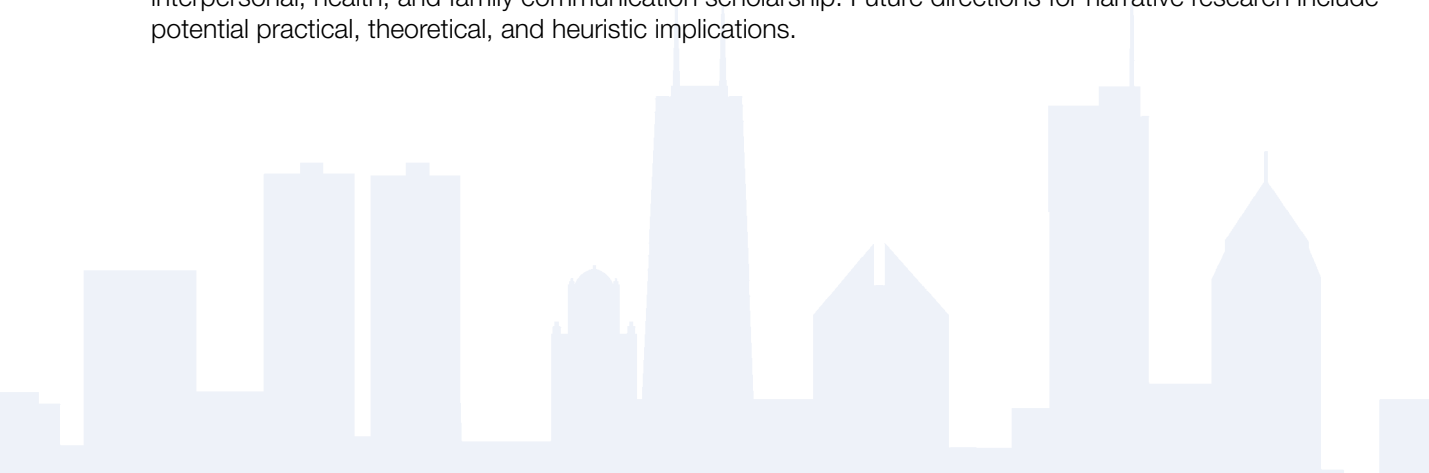 interpersonal, health, and family communication scholarship. Future directions for narrative research include
potential practical, theoretical, and heuristic implications.